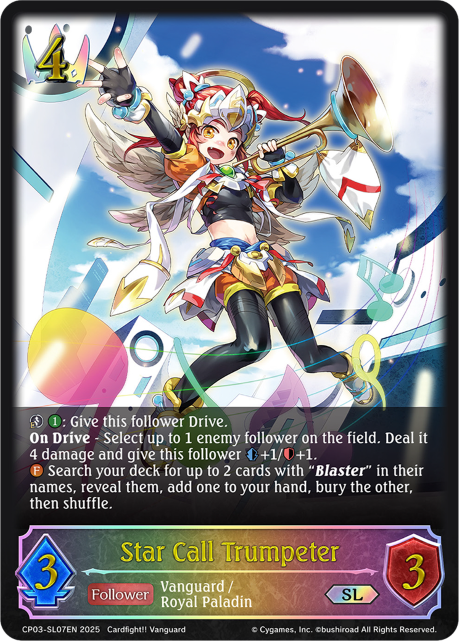 4
1: Give this follower Drive.
On Drive - Select up to 1 enemy follower on the field. Deal it
4 damage and give this follower +1/+1.
F Search your deck for up to 2 cards with “Blaster” in their
names, reveal them, add one to your hand, bury the other,
then shuffle.
Star Call Trumpeter
3
Follower
Vanguard /
Royal Paladin
SL
3
CP03-SL07EN 2025 Cardfight!! Vanguard © Cygames, Inc. ©bushiroad All Rights Reserved.